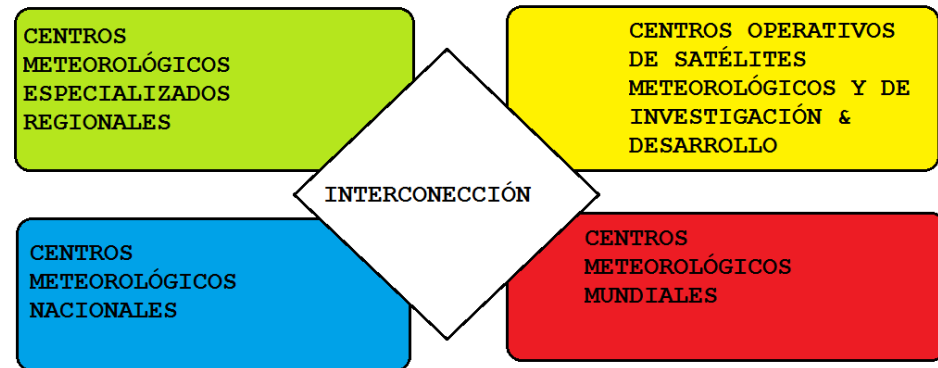 CENTROS
METEOROLÓGICOS
ESPECIALIZADOS
REGIONALES
CENTROS OPERATIVOS
DE SATÉLITES
METEOROLÓGICOS Y DE
INVESTIGACIÓN &
DESARROLLO
INTERCONECCIÓN
CENTROS
METEOROLÓGICOS
NACIONALES
CENTROS
METEOROLÓGICOS
MUNDIALES